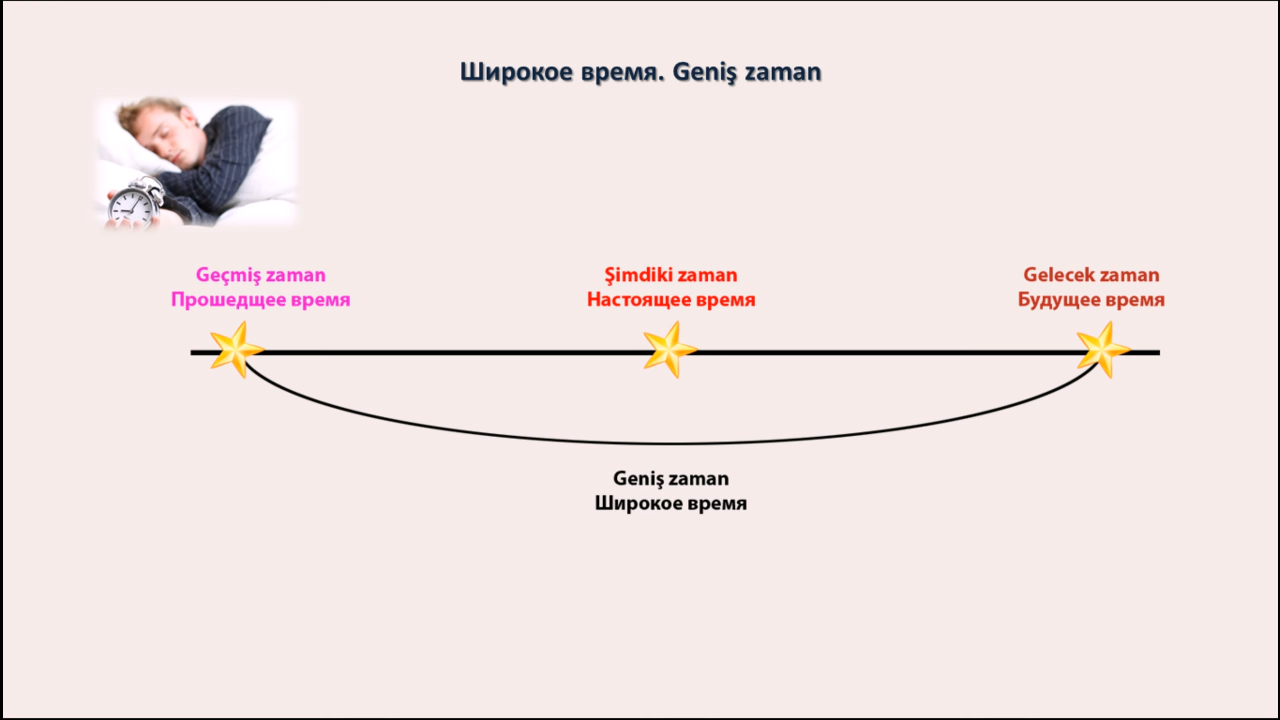 Широкое время. Geniş zaman
Geçmiş zaman
Прошедщее время
Şimdiki zaman
Настоящее время
Gelecek zaman
Будущее время
Geniş zaman
Широкое время